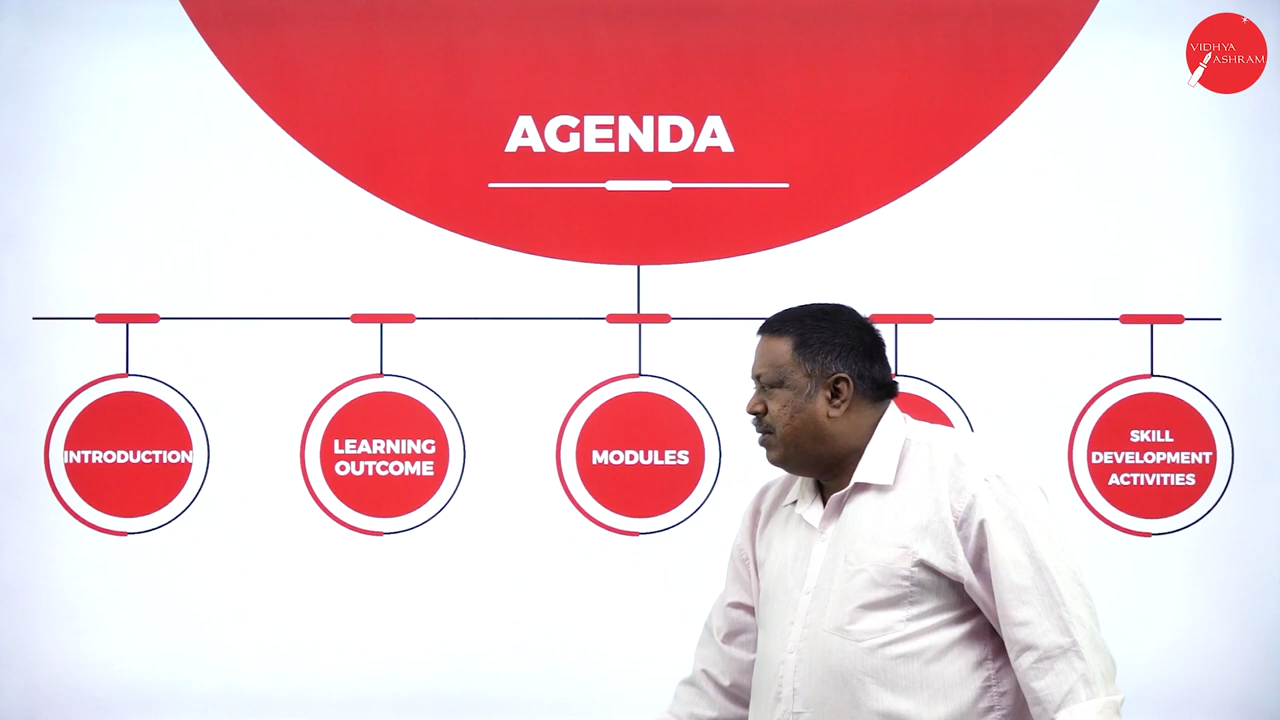 VIDHYA
ASHRAM
AGENDA
INTRODUCTION
LEARNING
OUTCOME
MODULES
SKILL
DEVELOPMENT
ACTIVITIES